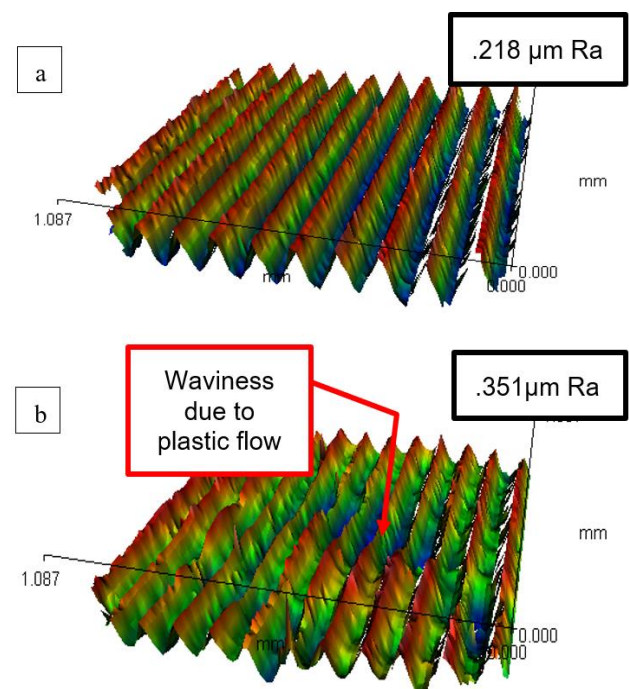 a
.218 µm Ra
mm
1.087
mm
0.000
0.000
Waviness
due to
plastic flow
b
.351µm Ra
mm
1.087
mm
0.000
0.000